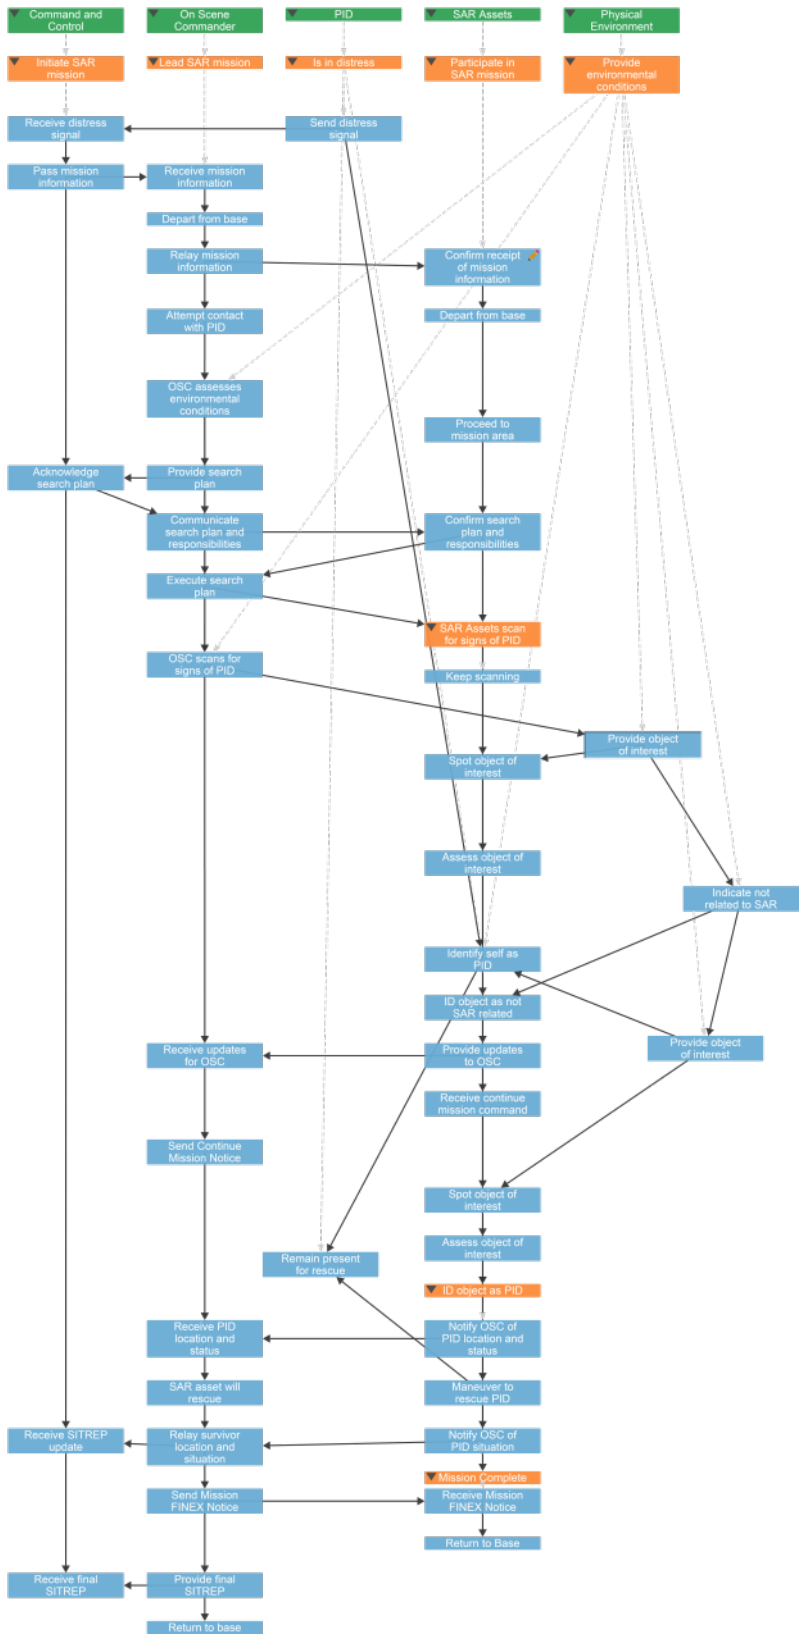 Command and
Control
On Scene
Commander
PID
SAR Assets
Physical
Environment
Initiate SAR
mission
Lead SAR mission
Is in distress
Participate in
SAR mission
Provide
environmental
conditions
Receive distress
signal
Send distress
signal
Pass mission
information
Receive mission
information
Depart from base
Relay mission
information
Confirm receipt
of mission
information
Attempt contact
with PID
Depart from base
OSC assesses
environmental
conditions
Proceed to
mission area
Acknowledge
search plan
Provide search
plan
Communicate
search plan and
responsibilities
Confirm search
plan and
responsibilities
Execute search
plan
SAR Assets scan
for signs of PID
OSC scans for
signs of PID
Keep scanning
Provide object
of interest
Spot object of
interest
Assess object of
interest
Indicate not
related to SAR
Identify self as
PID
ID object as not
SAR related
Receive updates
for OSC
Provide updates
to OSC
Provide object
of interest
Receive continue
mission command
Send Continue
Mission Notice
Spot object of
interest
Assess object of
interest
Remain present
for rescue
ID object as PID
Receive PID
location and
status
Notify OSC of
PID location and
status
SAR asset will
rescue
Maneuver to
rescue PID
Receive SITREP
update
Relay survivor
location and
situation
Notify OSC of
PID situation
Mission Complete
Send Mission
FINEX Notice
Receive Mission
FINEX Notice
Return to Base
Receive final
SITREP
Provide final
SITREP
Return to base